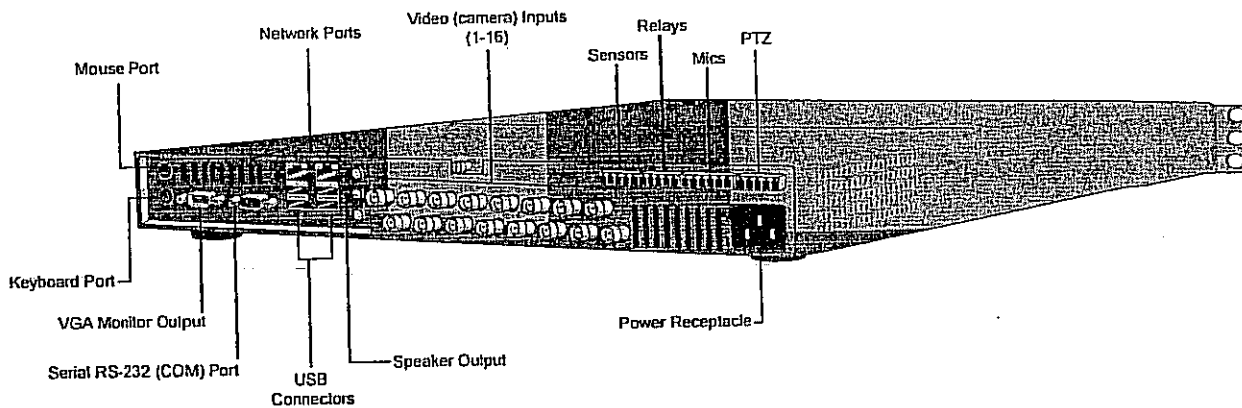 Video (camera) Inputs
(1-16)
Network Ports
Relays
PTZ
Sensors
Mics
Mouse Port
Keyboard Port
VGA Monitor Output
Power Receptacle
Serial RS-232 (COM) Port
Speaker Output
USB
Connectors